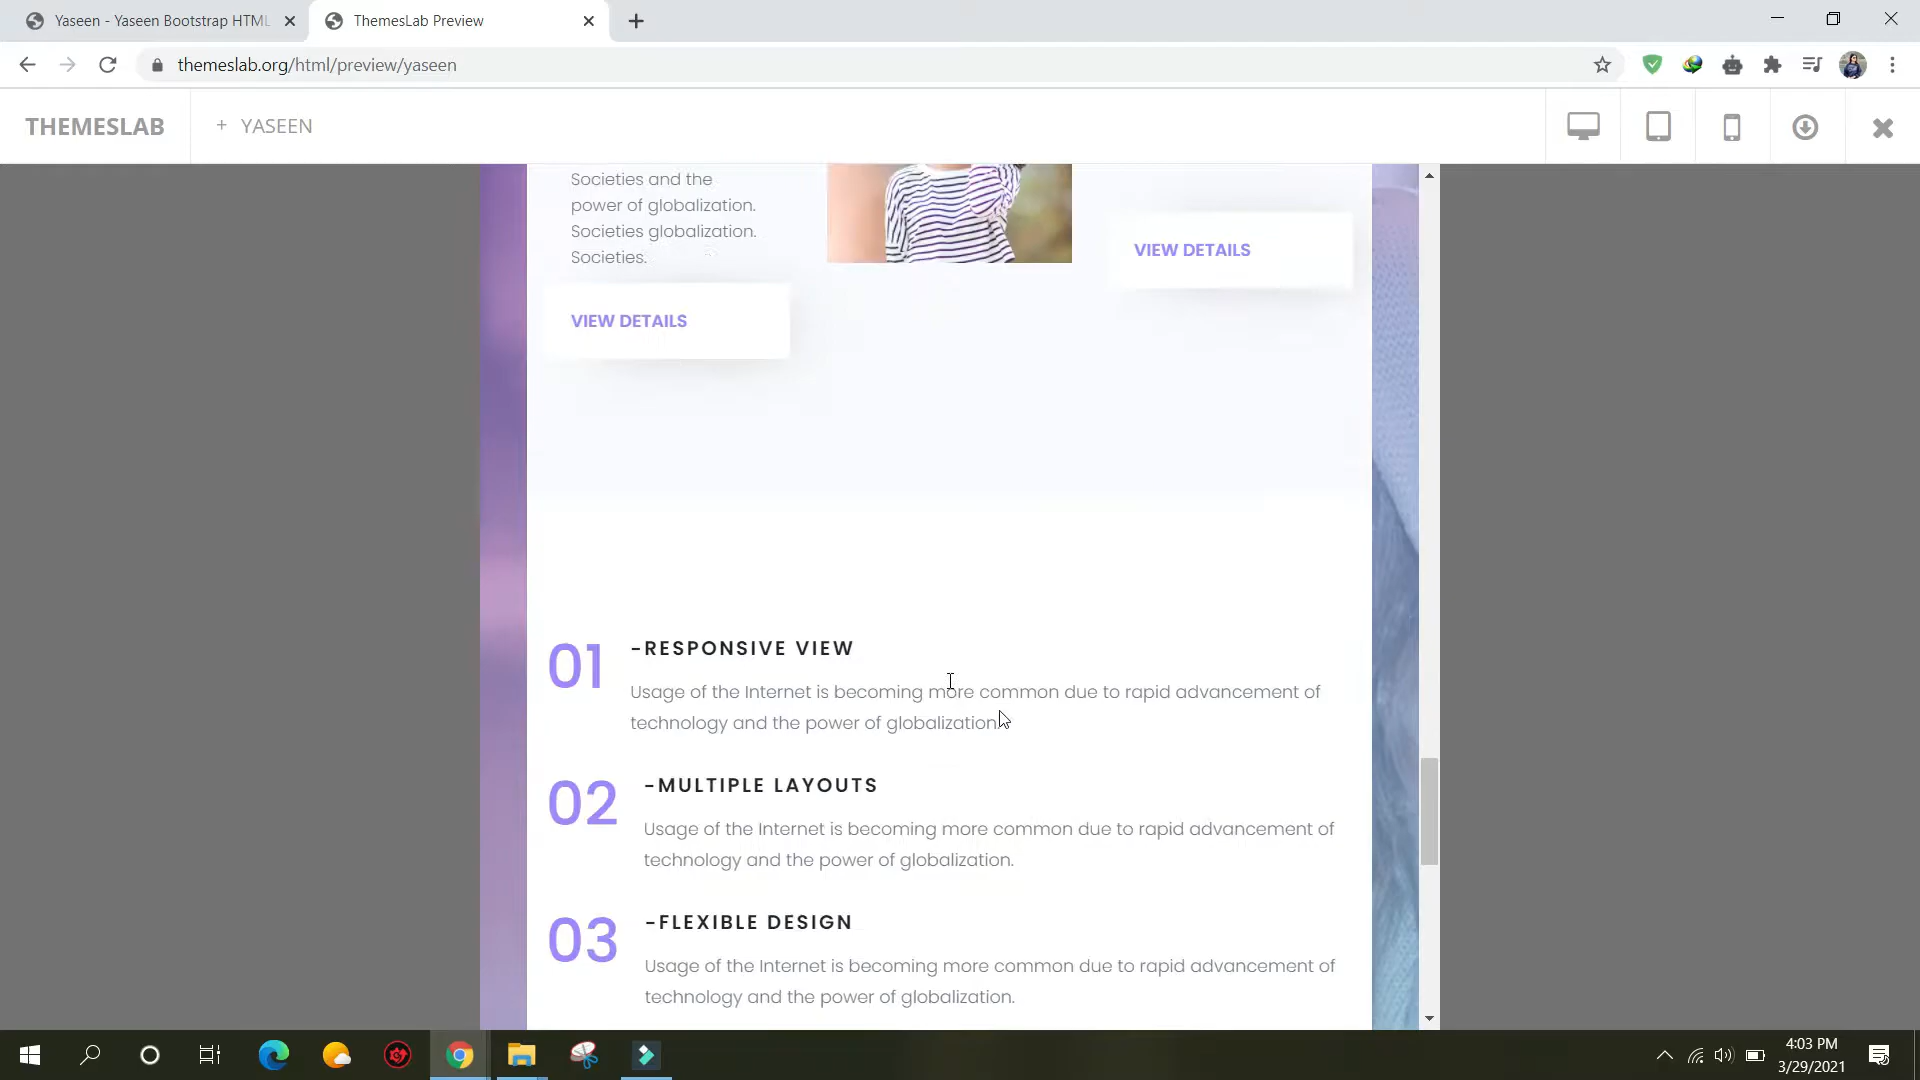 Yaseen - Yaseen Bootstrap HTML
ThemesLab Preview
themeslab.org/html/preview/yaseen
THEMESLAB
+ YASEEN
Societies and the
power of globalization.
Societies globalization.
Societies.
VIEW DETAILS
VIEW DETAILS
01
-RESPONSIVE VIEW
Usage of the Internet is becoming more common due to rapid advancement of
technology and the power of globalization.
02
-MULTIPLE LAYOUTS
Usage of the Internet is becoming more common due to rapid advancement of
technology and the power of globalization.
03
-FLEXIBLE DESIGN
Usage of the Internet is becoming more common due to rapid advancement of
technology and the power of globalization.
4:03 PM
3/29/2021